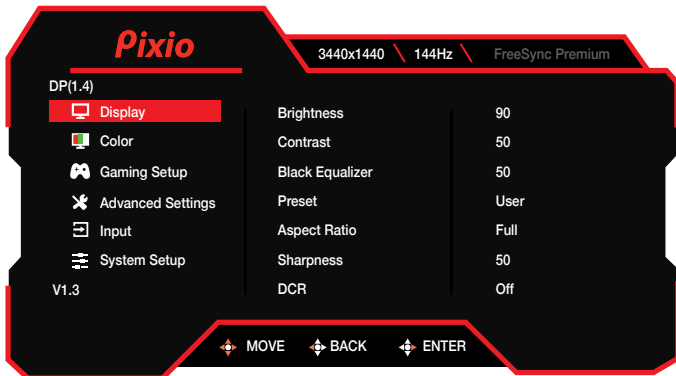 Pixio
3440x1440 \ 144Hz \ FreeSync Premium
DP(1.4)
Display
Color
Gaming Setup
Advanced Settings
Input
System Setup
V1.3
Brightness 90
Contrast 50
Black Equalizer 50
Preset User
Aspect Ratio Full
Sharpness 50
DCR Off
MOVE BACK ENTER